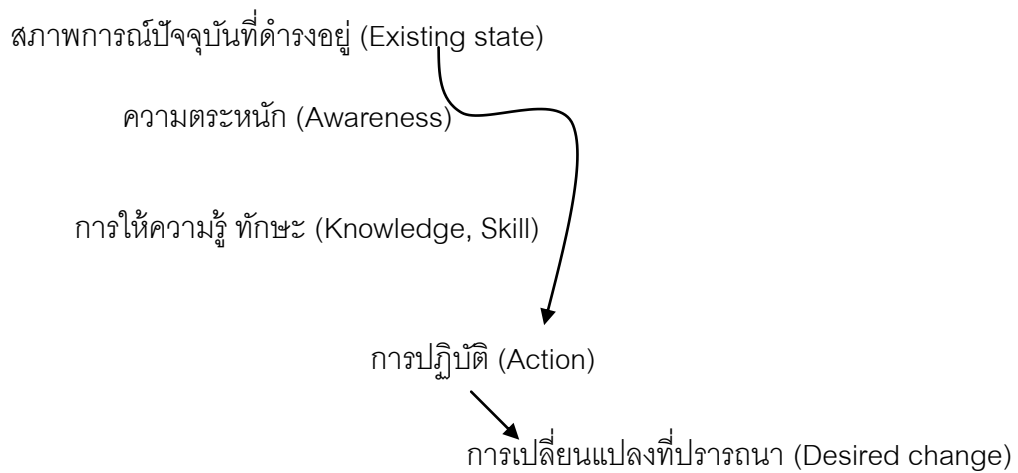 สภาพการณ์ปัจจุบันที่ดำรงอยู่ (Existing state)
ความตระหนัก (Awareness)
การให้ความรู้ ทักษะ (Knowledge, Skill)
การปฏิบัติ (Action)
การเปลี่ยนแปลงที่ปรารถนา (Desired change)